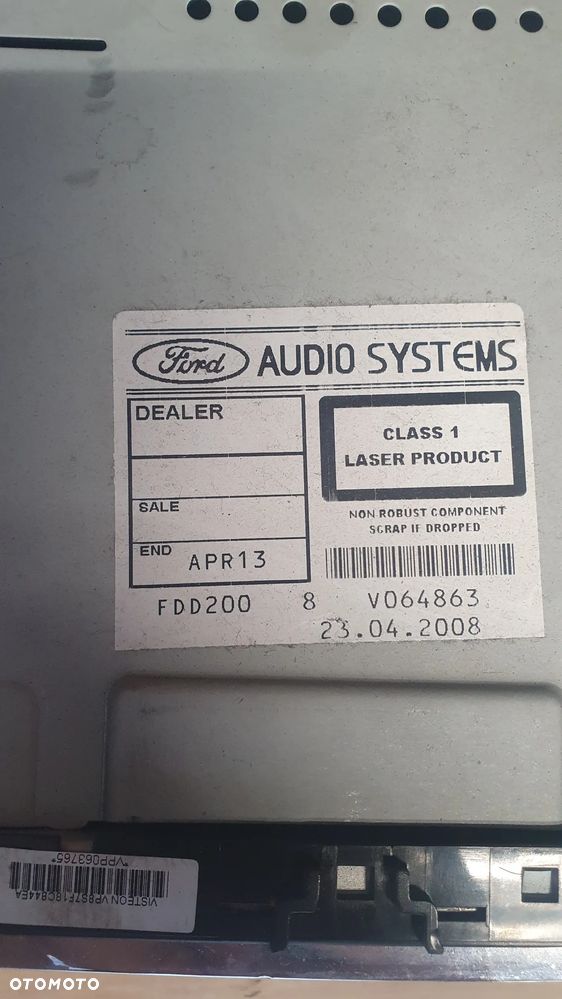 Ford AUDIO SYSTEMS
DEALER
CLASS 1
LASER PRODUCT
SALE
NON ROBUST COMPONENT
SCRAP IF DROPPED
END APR13
FDD200 8 V064863
23.04.2008
VISTEON VP8S7F18C844EA
*VPP063765*
OTOMOTO